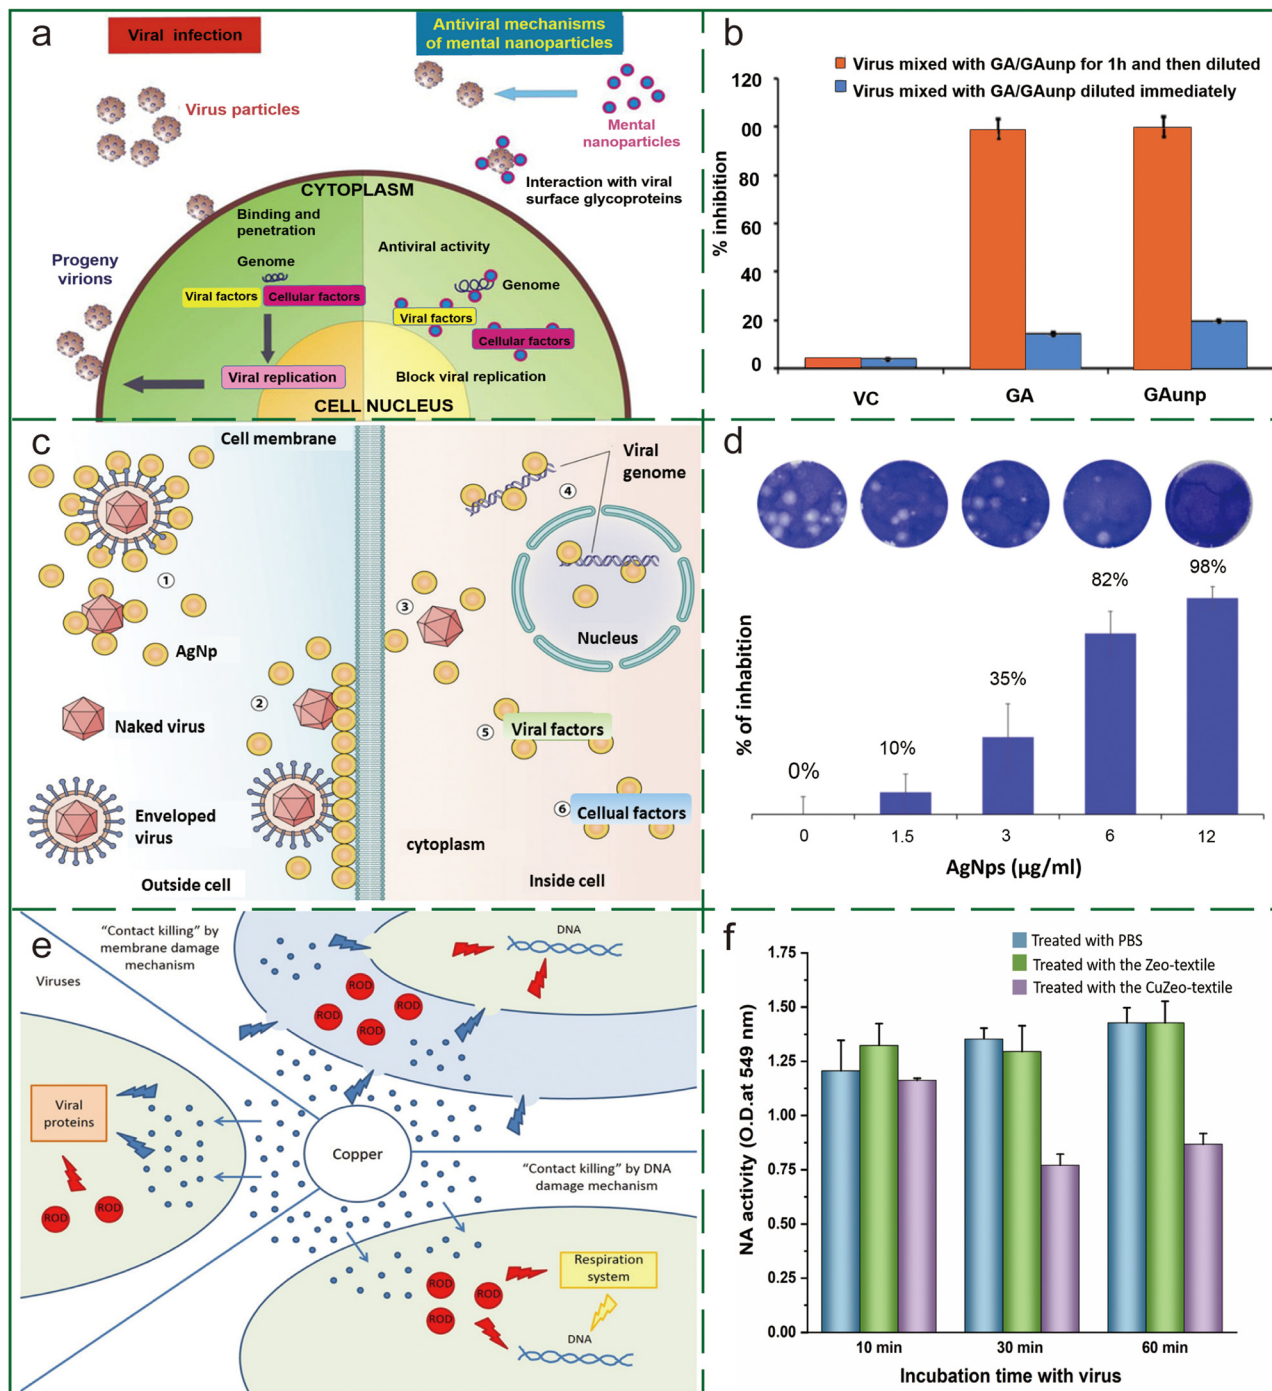 a
Viral infection
Antiviral mechanisms
of mental nanoparticles
Virus particles
Mental
nanoparticles
Interaction with viral
surface glycoproteins
CYTOPLASM
Binding and
penetration
Genome
Viral factors
Cellular factors
Antiviral activity
Genome
Viral factors
Cellular factors
Progeny
virions
Viral replication
Block viral replication
CELL NUCLEUS
b
Virus mixed with GA/GAunp for 1h and then diluted
Virus mixed with GA/GAunp diluted immediately
% inhibition
120
00
80
60
40
20
0
VC
GA
GAunp
c
Cell membrane
Viral
genome
1
AgNp
2
3
4
Nucleus
Naked virus
5
Viral factors
6
Cellual factors
Enveloped
virus
cytoplasm
Outside cell
Inside cell
d
% of inhabition
0%
10%
35%
82%
98%
0
1.5
3
6
12
AgNps (µg/ml)
e
"Contact killing" by
membrane damage
mechanism
Viruses
DNA
ROD
ROD
ROD
ROD
Viral
proteins
Copper
ROD
ROD
"Contact killing" by DNA
damage mechanism
Respiration
system
ROD
ROD
ROD
DNA
f
Treated with PBS
Treated with the Zeo-textile
Treated with the CuZeo-textile
NA activity (O.D.at 549 nm)
1.75
1.50
1.25
1.00
0.75
0.50
0.25
0.00
10 min
30 min
60 min
Incubation time with virus